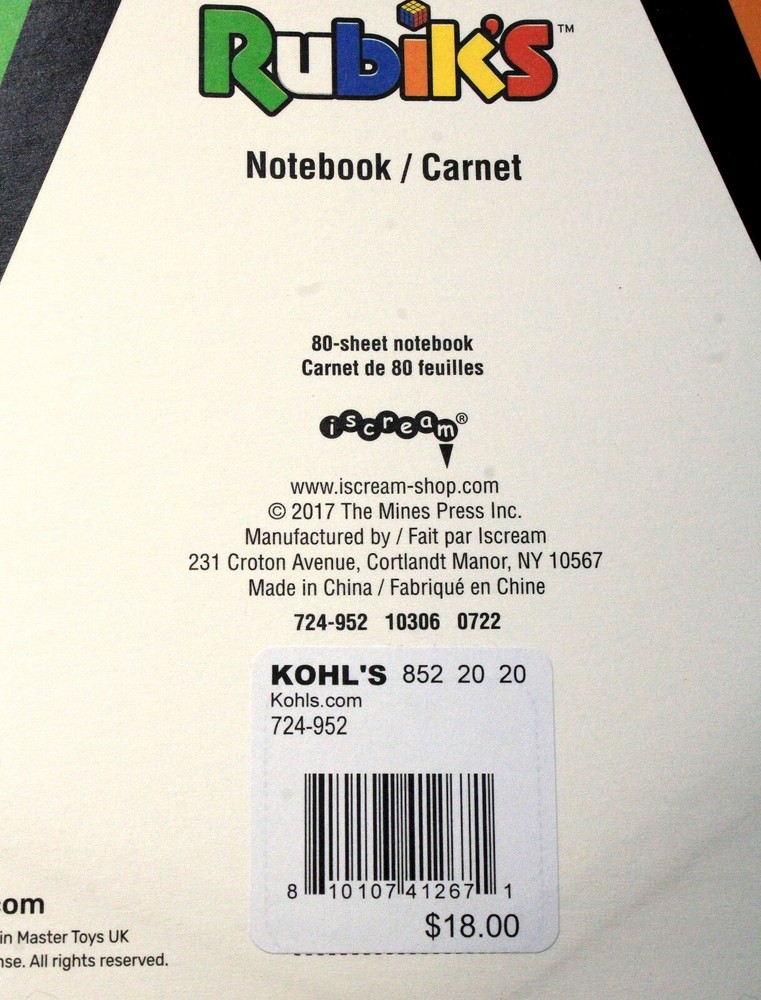 Rubik's™
Notebook / Carnet
80-sheet notebook
Carnet de 80 feuilles
iscream®
www.iscream-shop.com
© 2017 The Mines Press Inc.
Manufactured by / Fait par Iscream
231 Croton Avenue, Cortlandt Manor, NY 10567
Made in China / Fabriqué en Chine
724-952 10306 0722
KOHL'S 852 20 20
Kohls.com
724-952
8 10107 41267 1
$18.00
om
in Master Toys UK
nse. All rights reserved.